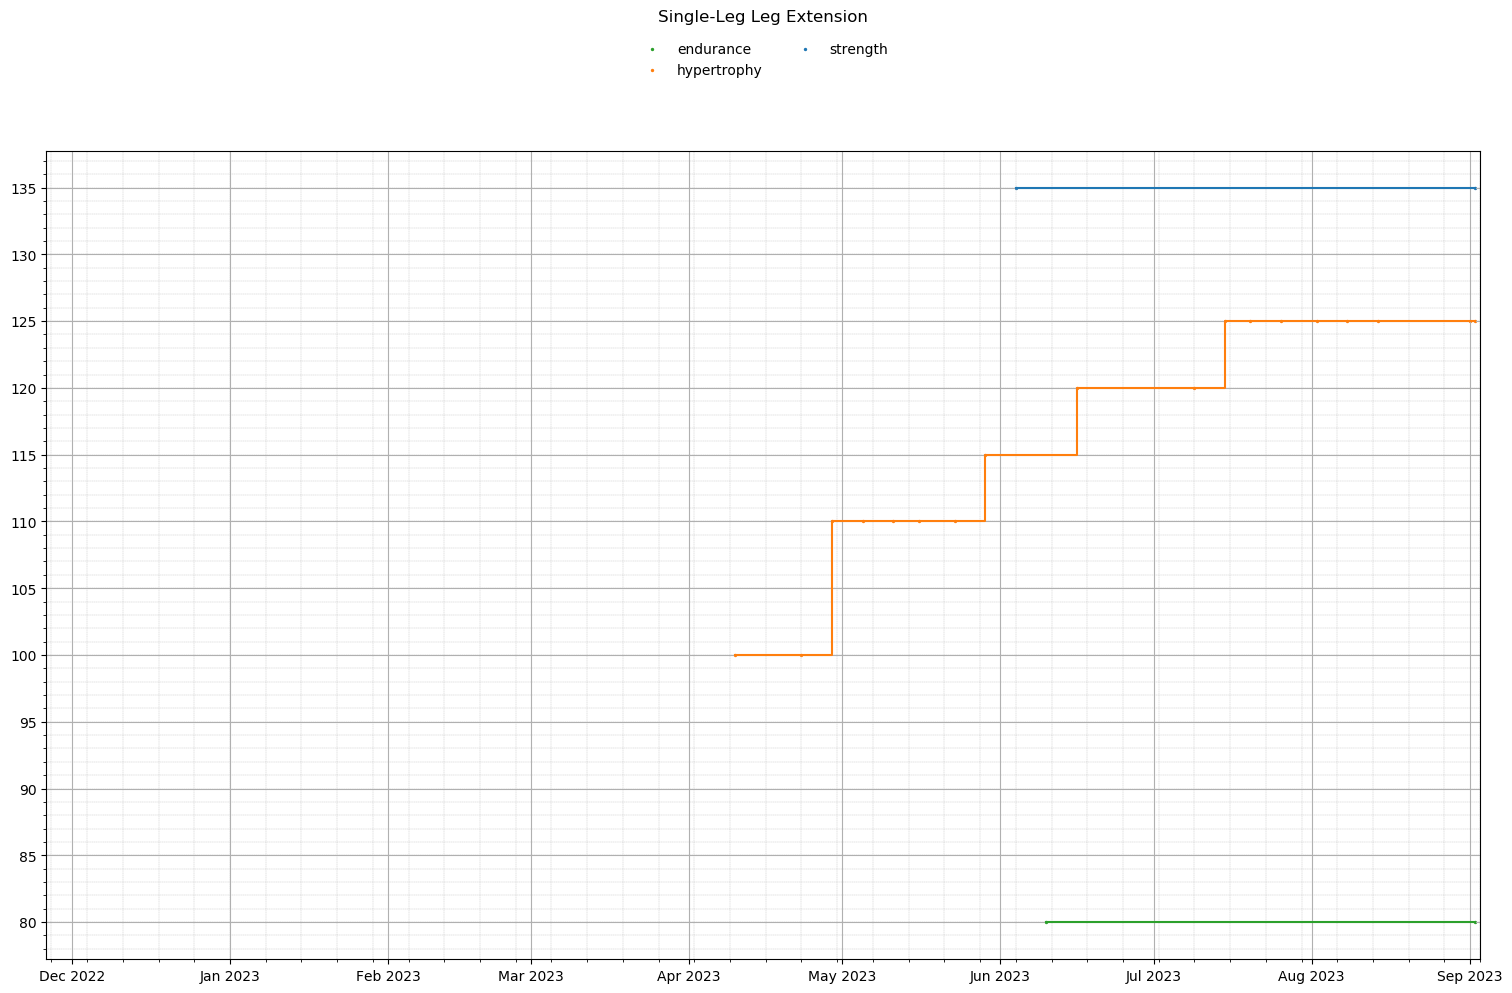 Single-Leg Leg Extension
endurance
hypertrophy
strength
135
130
125
120
115
110
105
100
95
90
85
80
Dec 2022 Jan 2023 Feb 2023 Mar 2023 Apr 2023 May 2023 Jun 2023 Jul 2023 Aug 2023 Sep 2023